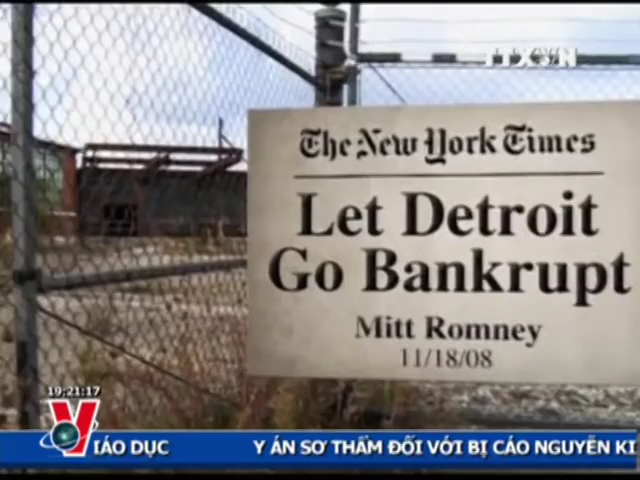 TTXVN
The New York Times
Let Detroit
Go Bankrupt
Mitt Romney
11/18/08
19:21:17
V
IÁO DỤC Y ÁN SƠ THẨM ĐỐI VỚI BỊ CÁO NGUYỄN KI